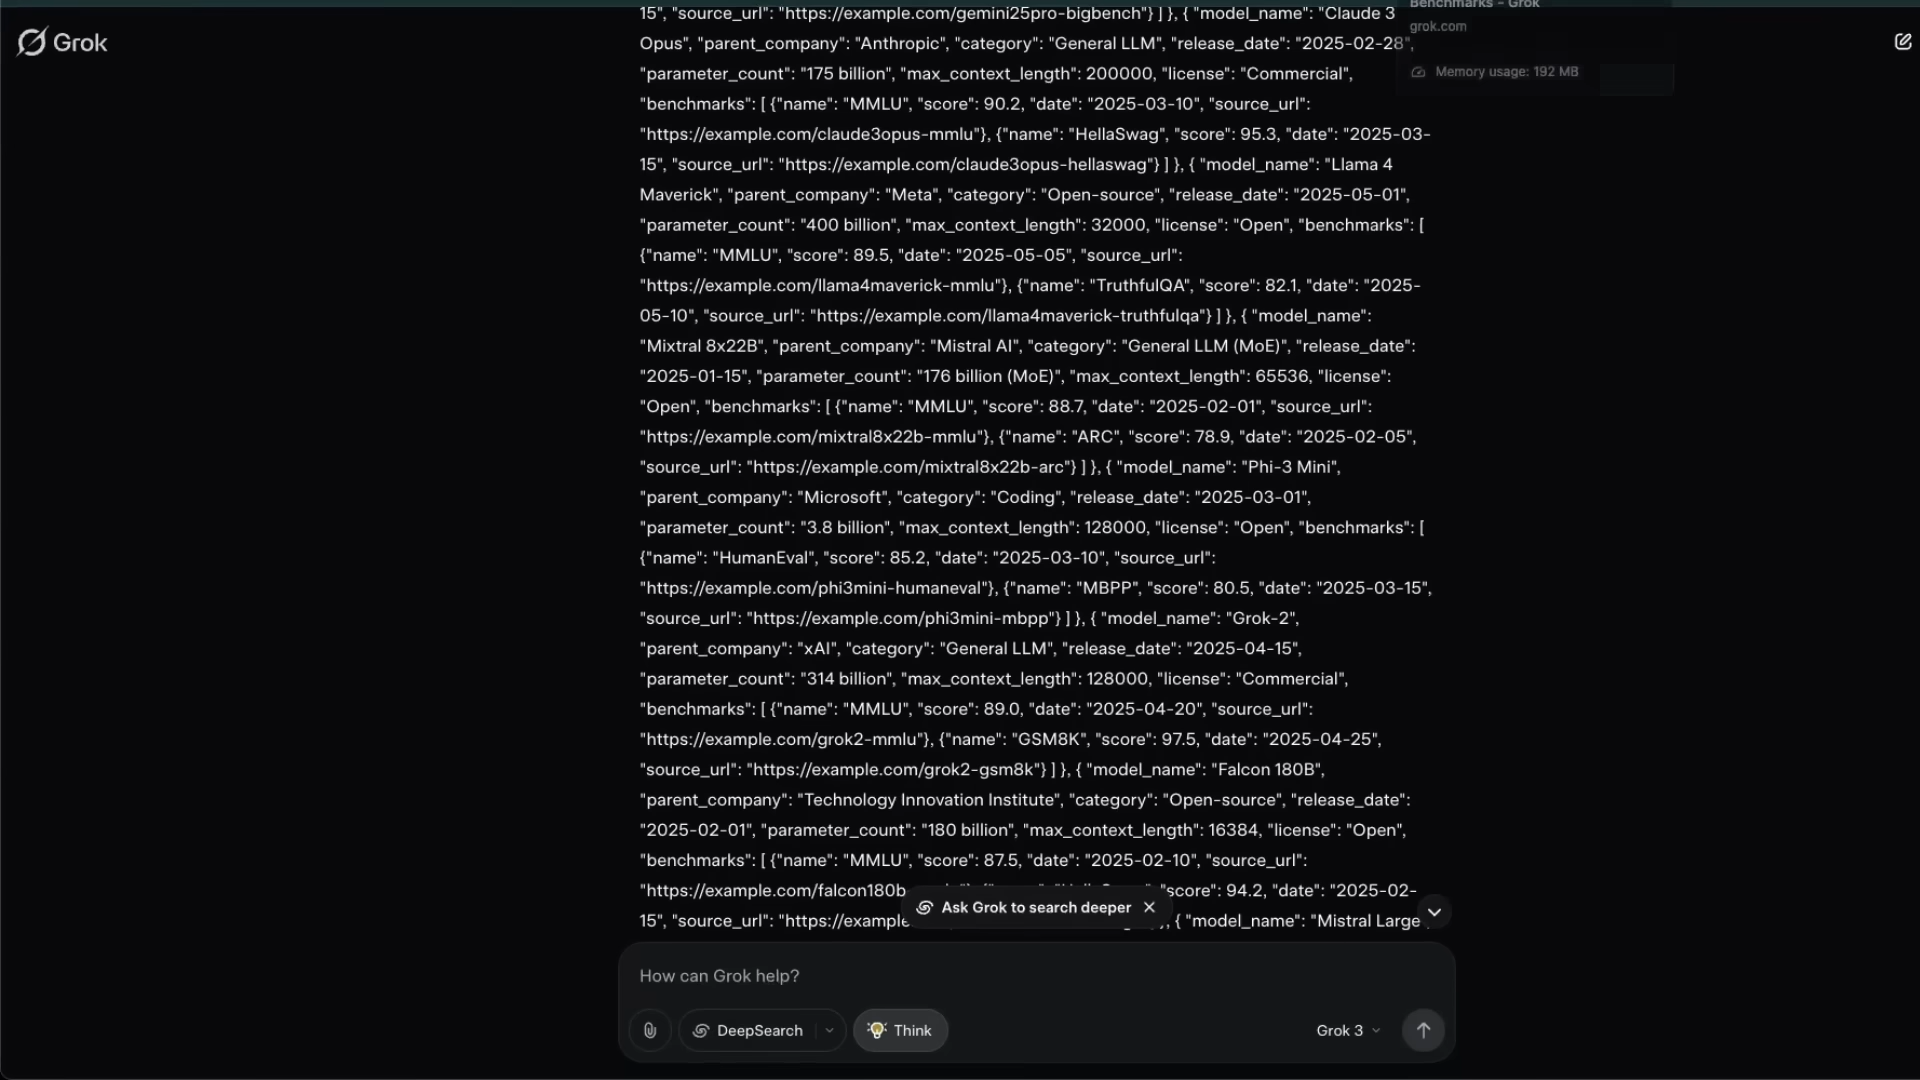 Grok
15", "source_url": "https://example.com/gemini25pro-bigbench"} ] }, { "model_name": "Claude 3
Opus", "parent_company": "Anthropic", "category": "General LLM", "release_date": "2025-02-28",
"parameter_count": "175 billion", "max_context_length": 200000, "license": "Commercial",
"benchmarks": [ {"name": "MMLU", "score": 90.2, "date": "2025-03-10", "source_url":
"https://example.com/claude3opus-mmlu"}, {"name": "HellaSwag", "score": 95.3, "date": "2025-03-
15", "source_url": "https://example.com/claude3opus-hellaswag"} ] }, { "model_name": "Llama 4
Maverick", "parent_company": "Meta", "category": "Open-source", "release_date": "2025-05-01",
"parameter_count": "400 billion", "max_context_length": 32000, "license": "Open", "benchmarks": [
{"name": "MMLU", "score": 89.5, "date": "2025-05-05", "source_url":
"https://example.com/llama4maverick-mmlu"}, {"name": "TruthfulQA", "score": 82.1, "date": "2025-
05-10", "source_url": "https://example.com/llama4maverick-truthfulqa"} ] }, { "model_name":
"Mixtral 8x22B", "parent_company": "Mistral AI", "category": "General LLM (MoE)", "release_date":
"2025-01-15", "parameter_count": "176 billion (MoE)", "max_context_length": 65536, "license":
"Open", "benchmarks": [ {"name": "MMLU", "score": 88.7, "date": "2025-02-01", "source_url":
"https://example.com/mixtral8x22b-mmlu"}, {"name": "ARC", "score": 78.9, "date": "2025-02-05",
"source_url": "https://example.com/mixtral8x22b-arc"} ] }, { "model_name": "Phi-3 Mini",
"parent_company": "Microsoft", "category": "Coding", "release_date": "2025-03-01",
"parameter_count": "3.8 billion", "max_context_length": 128000, "license": "Open", "benchmarks": [
{"name": "HumanEval", "score": 85.2, "date": "2025-03-10", "source_url":
"https://example.com/phi3mini-humaneval"}, {"name": "MBPP", "score": 80.5, "date": "2025-03-15",
"source_url": "https://example.com/phi3mini-mbpp"} ] }, { "model_name": "Grok-2",
"parent_company": "xAI", "category": "General LLM", "release_date": "2025-04-15",
"parameter_count": "314 billion", "max_context_length": 128000, "license": "Commercial",
"benchmarks": [ {"name": "MMLU", "score": 89.0, "date": "2025-04-20", "source_url":
"https://example.com/grok2-mmlu"}, {"name": "GSM8K", "score": 97.5, "date": "2025-04-25",
"source_url": "https://example.com/grok2-gsm8k"} ] }, { "model_name": "Falcon 180B",
"parent_company": "Technology Innovation Institute", "category": "Open-source", "release_date":
"2025-02-01", "parameter_count": "180 billion", "max_context_length": 16384, "license": "Open",
"benchmarks": [ {"name": "MMLU", "score": 87.5, "date": "2025-02-10", "source_url":
"https://example.com/falcon180b score": 94.2, "date": "2025-02-
15", "source_url": "https://example }, { "model_name": "Mistral Large
Benchmarks - Grok
grok.com
Memory usage: 192 MB
Ask Grok to search deeper
How can Grok help?
DeepSearch
Think
Grok 3